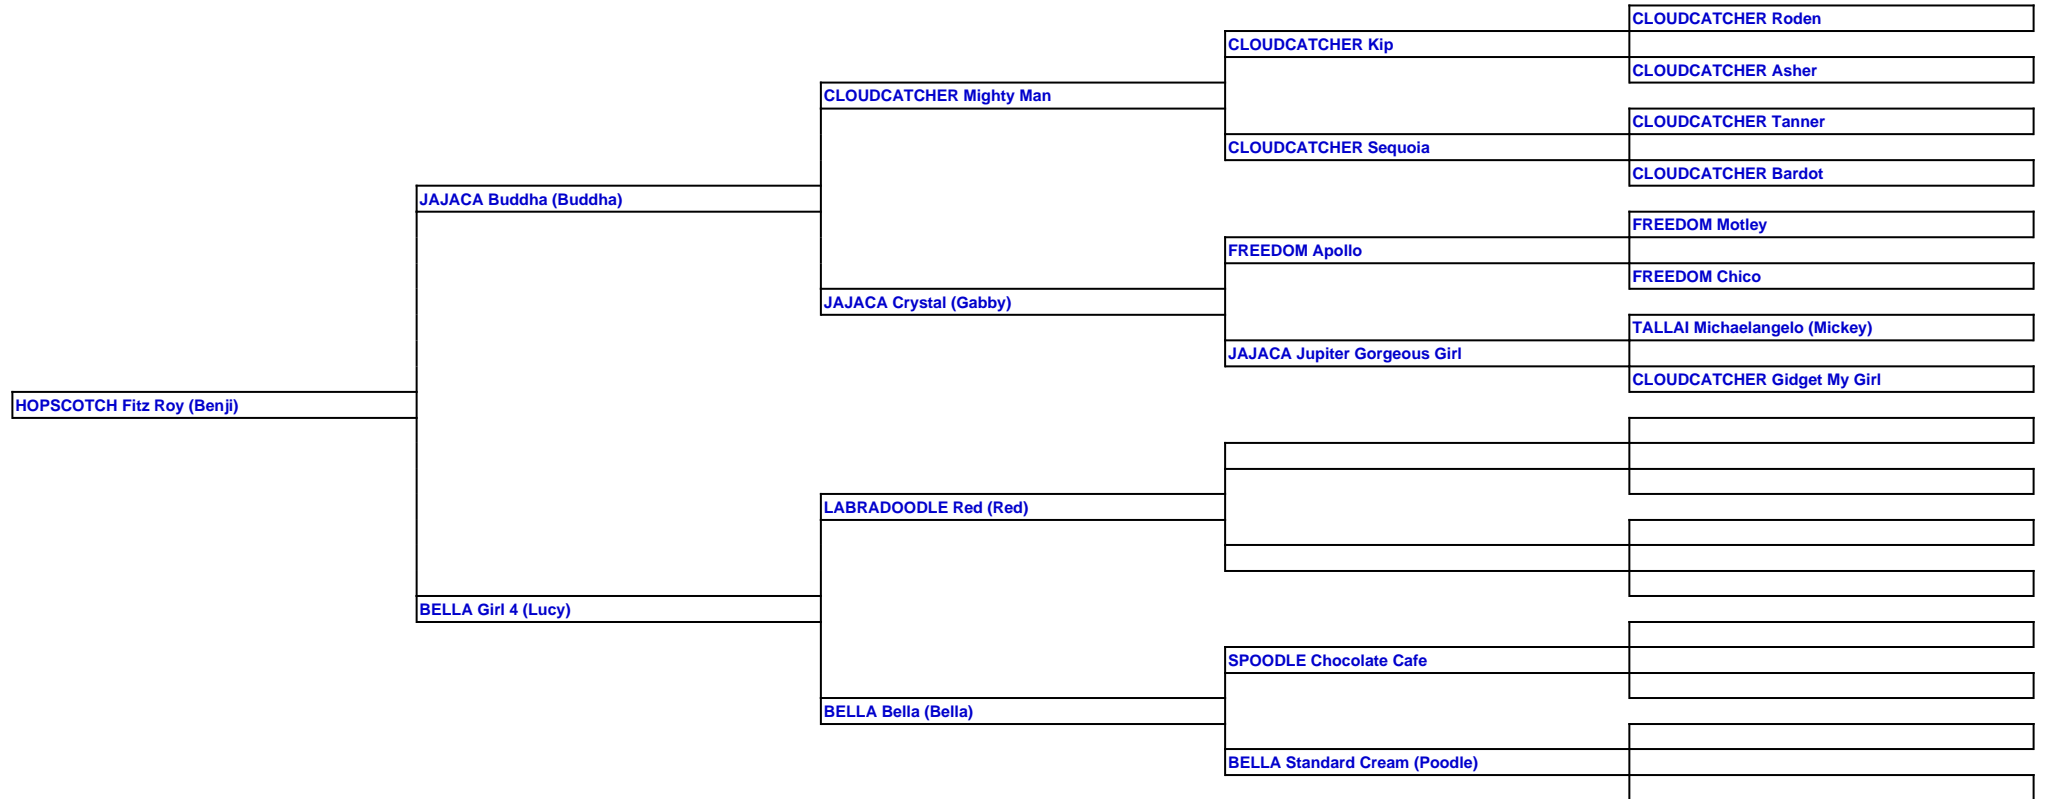 CLOUDCATCHER Roden
CLOUDCATCHER Kip
CLOUDCATCHER Asher
CLOUDCATCHER Mighty Man
CLOUDCATCHER Tanner
CLOUDCATCHER Sequoia
CLOUDCATCHER Bardot
JAJACA Buddha (Buddha)
FREEDOM Motley
FREEDOM Apollo
FREEDOM Chico
JAJACA Crystal (Gabby)
TALLAI Michaelangelo (Mickey)
JAJACA Jupiter Gorgeous Girl
CLOUDCATCHER Gidget My Girl
HOPSCOTCH Fitz Roy (Benji)
LABRADOODLE Red (Red)
BELLA Girl 4 (Lucy)
SPOODLE Chocolate Cafe
BELLA Bella (Bella)
BELLA Standard Cream (Poodle)